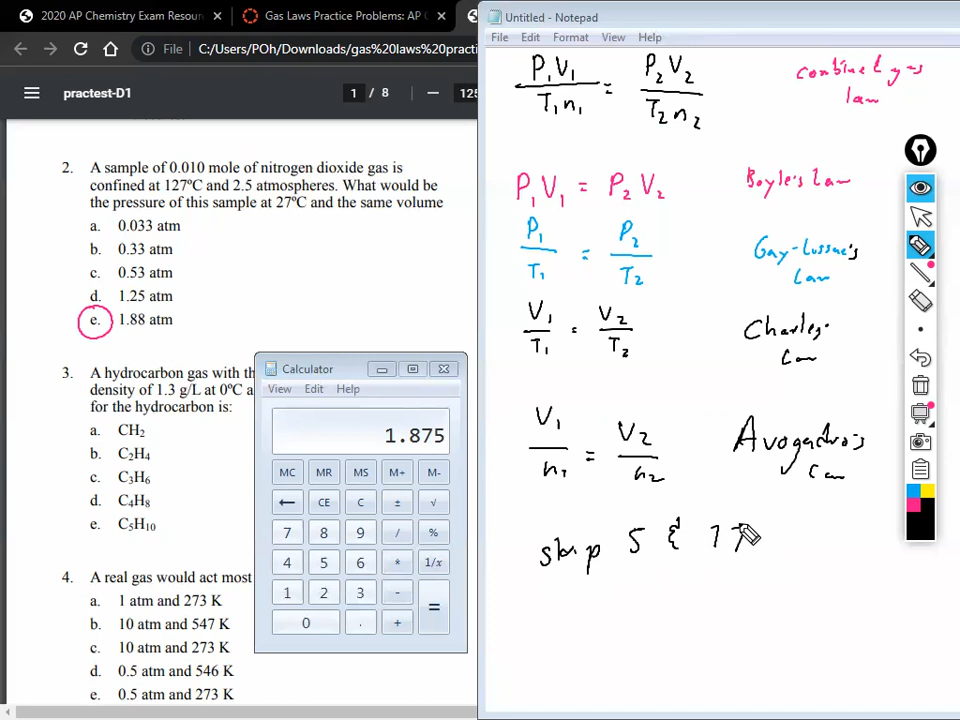 2020 AP Chemistry Exam Resour
Gas Laws Practice Problems: AP C
File
C:/Users/POh/Downloads/gas%20laws%20practi
practest-D1
1 / 8
125
2. A sample of 0.010 mole of nitrogen dioxide gas is
confined at 127ºC and 2.5 atmospheres. What would be
the pressure of this sample at 27ºC and the same volume
a. 0.033 atm
b. 0.33 atm
c. 0.53 atm
d. 1.25 atm
e. 1.88 atm
3. A hydrocarbon gas with th
density of 1.3 g/L at 0ºC a
for the hydrocarbon is:
a. CH2
b. C2H4
c. C3H6
d. C4H8
e. C5H10
4. A real gas would act most
a. 1 atm and 273 K
b. 10 atm and 547 K
c. 10 atm and 273 K
d. 0.5 atm and 546 K
e. 0.5 atm and 273 K
Calculator
View Edit Help
1.875
MC MR MS M+ M-
← CE C ± √
7 8 9 / %
4 5 6 * 1/x
1 2 3 - =
0 . +
Untitled - Notepad
File Edit Format View Help
P1V1 / T1n1 = P2V2 / T2n2
combined gas
law
P1V1 = P2V2
Boyle's Law
P1 / T1 = P2 / T2
Gay-Lussac's
Law
V1 / T1 = V2 / T2
Charles
Law
V1 / n1 = V2 / n2
Avogadro's
Law
skip 5 & 17